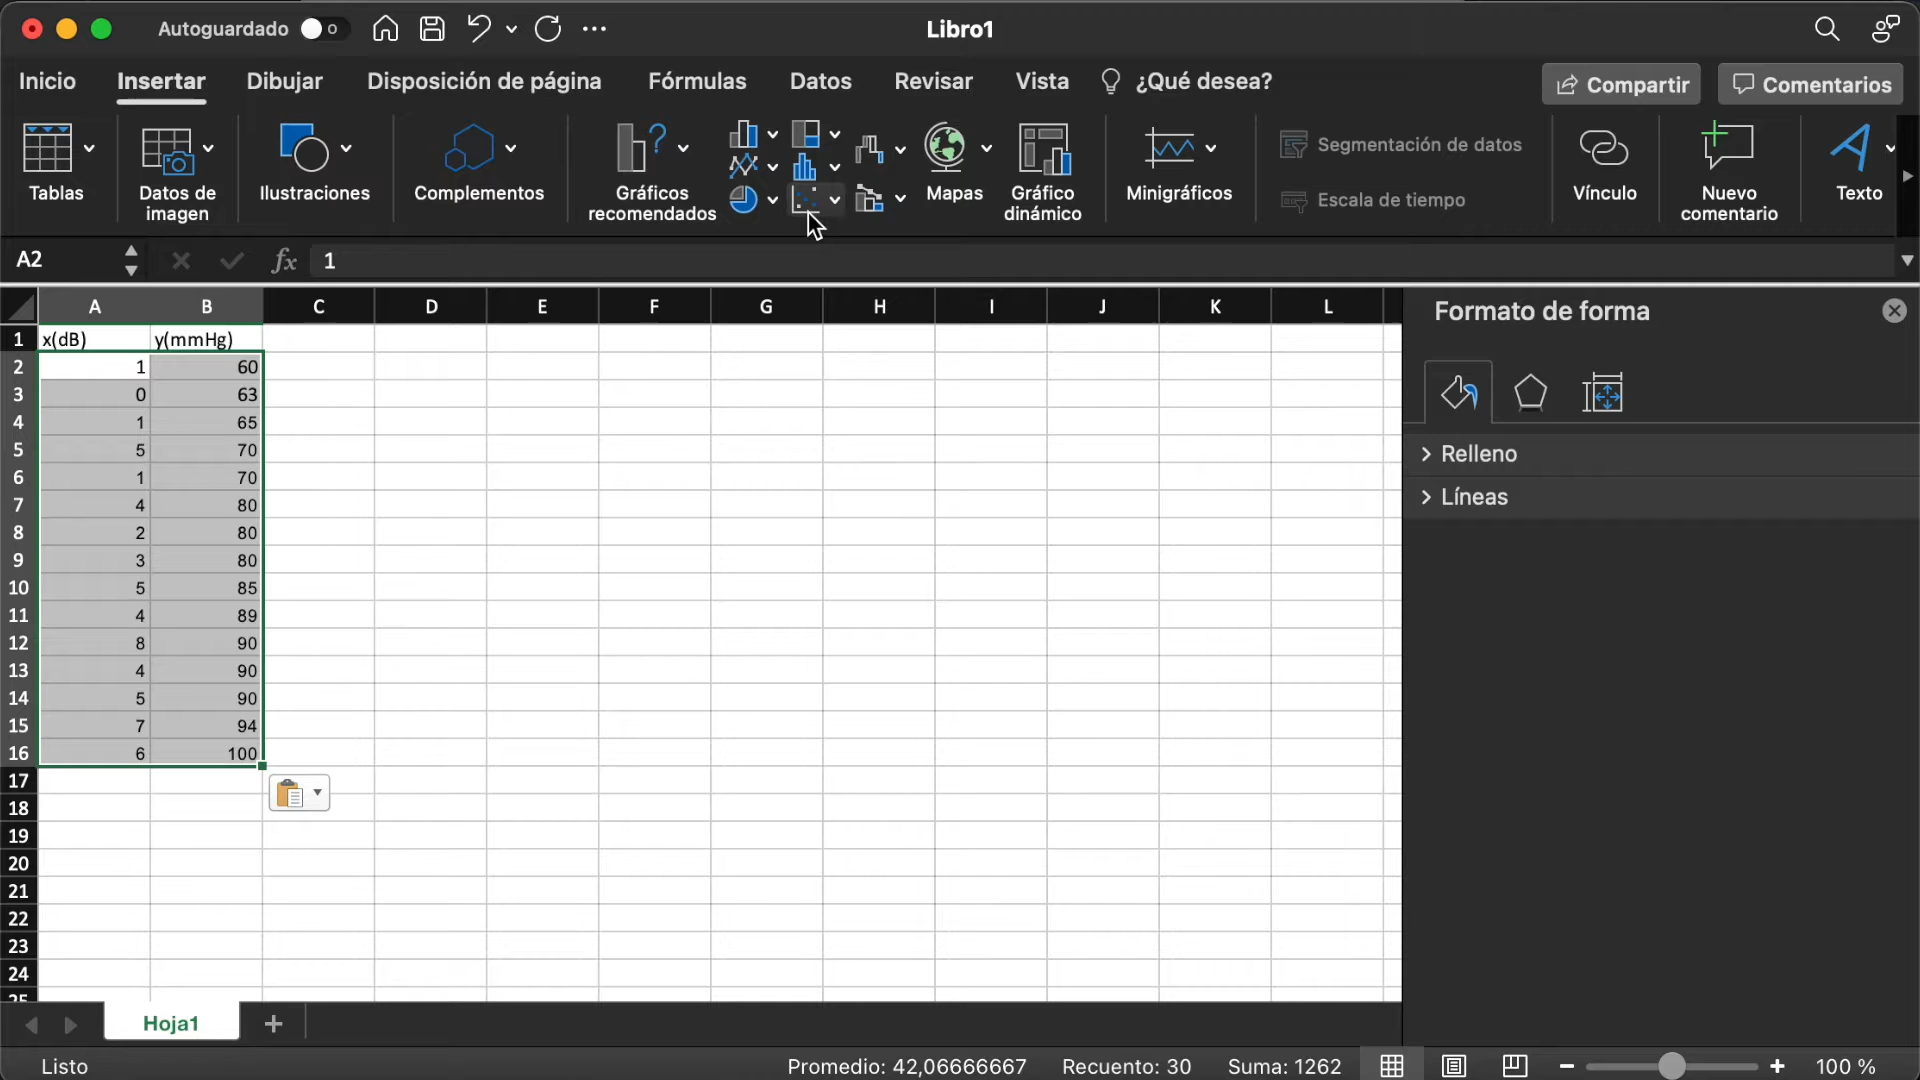 Autoguardado
Libro1
Inicio Insertar Dibujar Disposición de página Fórmulas Datos Revisar Vista ¿Qué desea? Compartir Comentarios
Tablas
Datos de
imagen
Ilustraciones
Complementos
Gráficos
recomendados
Mapas
Gráfico
dinámico
Minigráficos
Segmentación de datos
Escala de tiempo
Vínculo
Nuevo
comentario
Texto
A2 fx 1
A B C D E F G H I J K L
1 x(dB) y(mmHg)
2 1 60
3 0 63
4 1 65
5 5 70
6 1 70
7 4 80
8 2 80
9 3 80
10 5 85
11 4 89
12 8 90
13 4 90
14 5 90
15 7 94
16 6 100
17
18
19
20
21
22
23
24
25
Formato de forma
Relleno
Líneas
Hoja1
Listo Promedio: 42,06666667 Recuento: 30 Suma: 1262 100 %